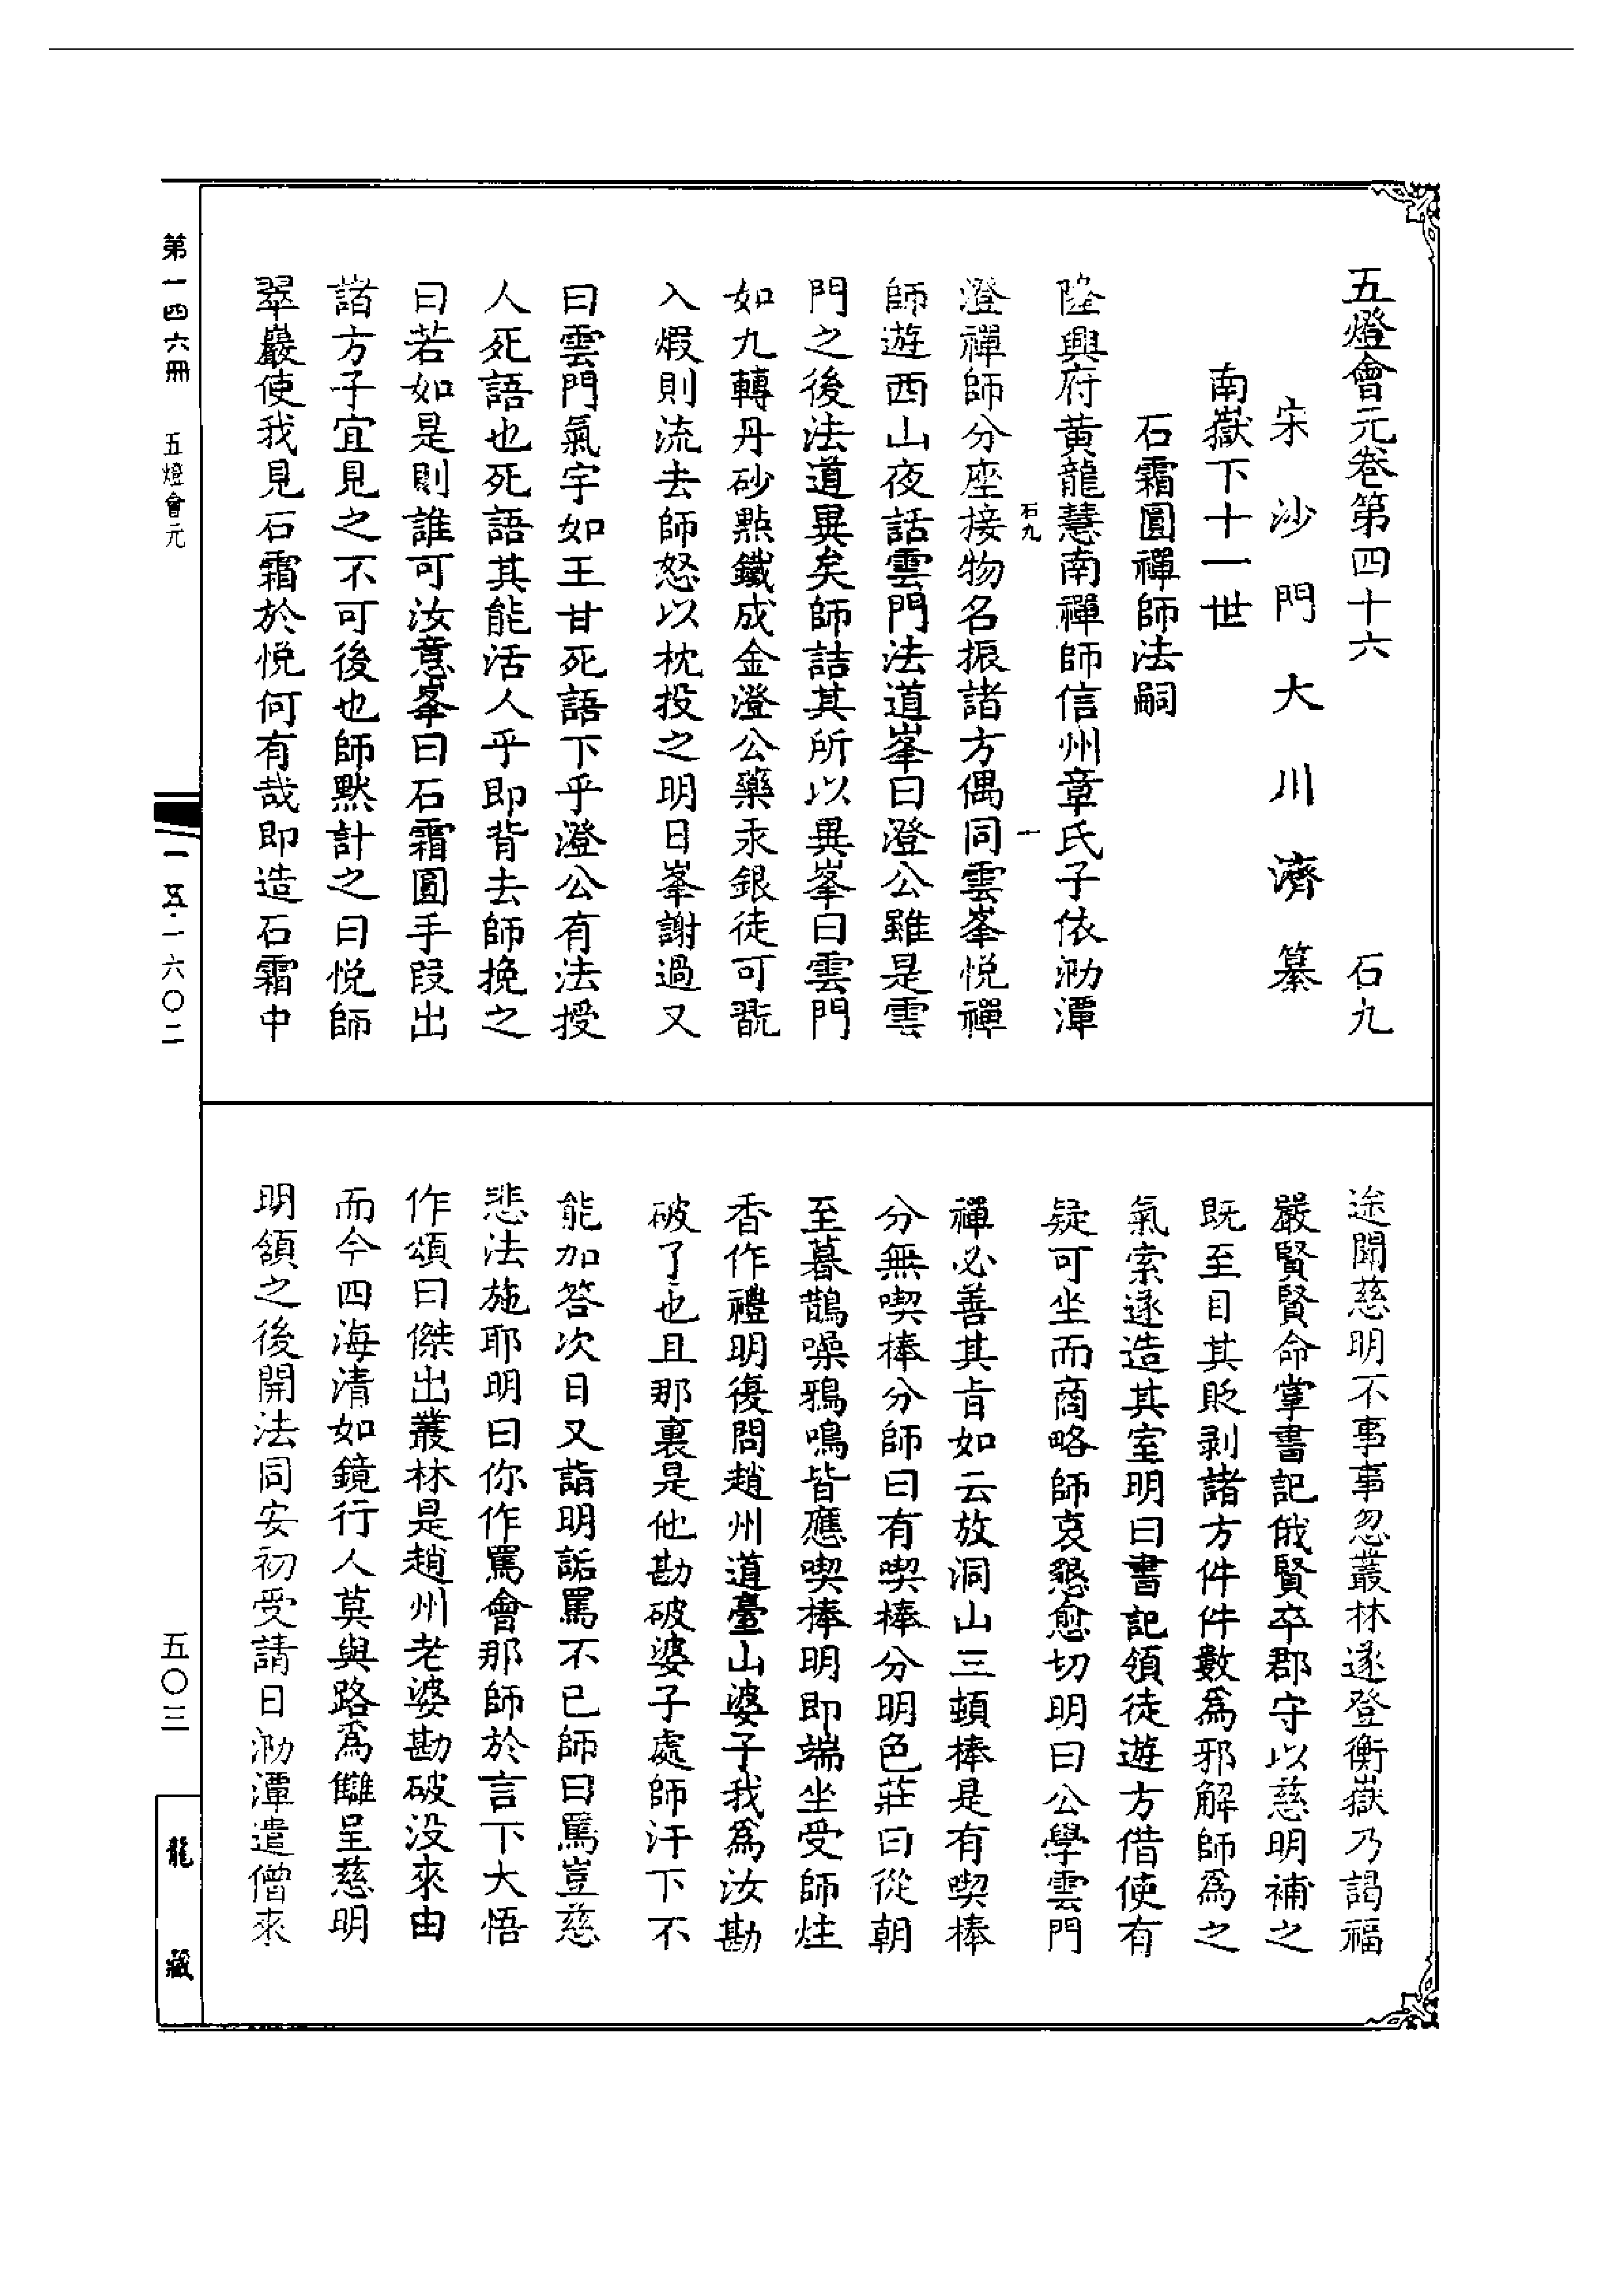 五燈會元卷第四十六　石九
宋沙門大川濟纂
南嶽下十一世
石霜圓禪師法嗣
隆興府黃龍慧南禪師信州章氏子依泐潭
石九　一
澄禪師分座接物名振諸方偶同雲峯悅禪
師遊西山夜話雲門法道峯曰澄公雖是雲
門之後法道異矣師詰其所以異峯曰雲門
如九轉丹砂點鐵成金澄公藥汞銀徒可翫
入煆則流去師怒以枕投之明日峯謝過又
曰雲門氣宇如王甘死語下乎澄公有法授
人死語也死語其能活人乎即背去師挽之
曰若如是則誰可汝意峯曰石霜圓手段出
諸方子宜見之不可後也師默計之曰悅師
翠巖使我見石霜於悅何有哉即造石霜中
途聞慈明不事事忽叢林遂登衡嶽乃謁福
嚴賢賢命掌書記俄賢卒郡守以慈明補之
既至目其貶剥諸方件件數爲邪解師爲之
氣索遂造其室明曰書記領徒遊方借使有
疑可坐而商略師哀懇愈切明曰公學雲門
禪必善其旨如云放洞山三頓棒是有喫棒
分無喫棒分師曰有喫棒分明色莊曰從朝
至暮鵲噪鴉鳴皆應喫棒明即端坐受師炷
香作禮明復問趙州道臺山婆子我爲汝勘
破了也且那裏是他勘破婆子處師汗下不
能加答次日又詣明詬罵不已師曰罵豈慈
悲法施耶明曰你作罵會那師於言下大悟
作頌曰傑出叢林是趙州老婆勘破没來由
而今四海清如鏡行人莫與路爲讎呈慈明
明頷之後開法同安初受請日泐潭遣僧來
第一四六冊　五燈會元
一五·一六〇二
五〇三
龍藏